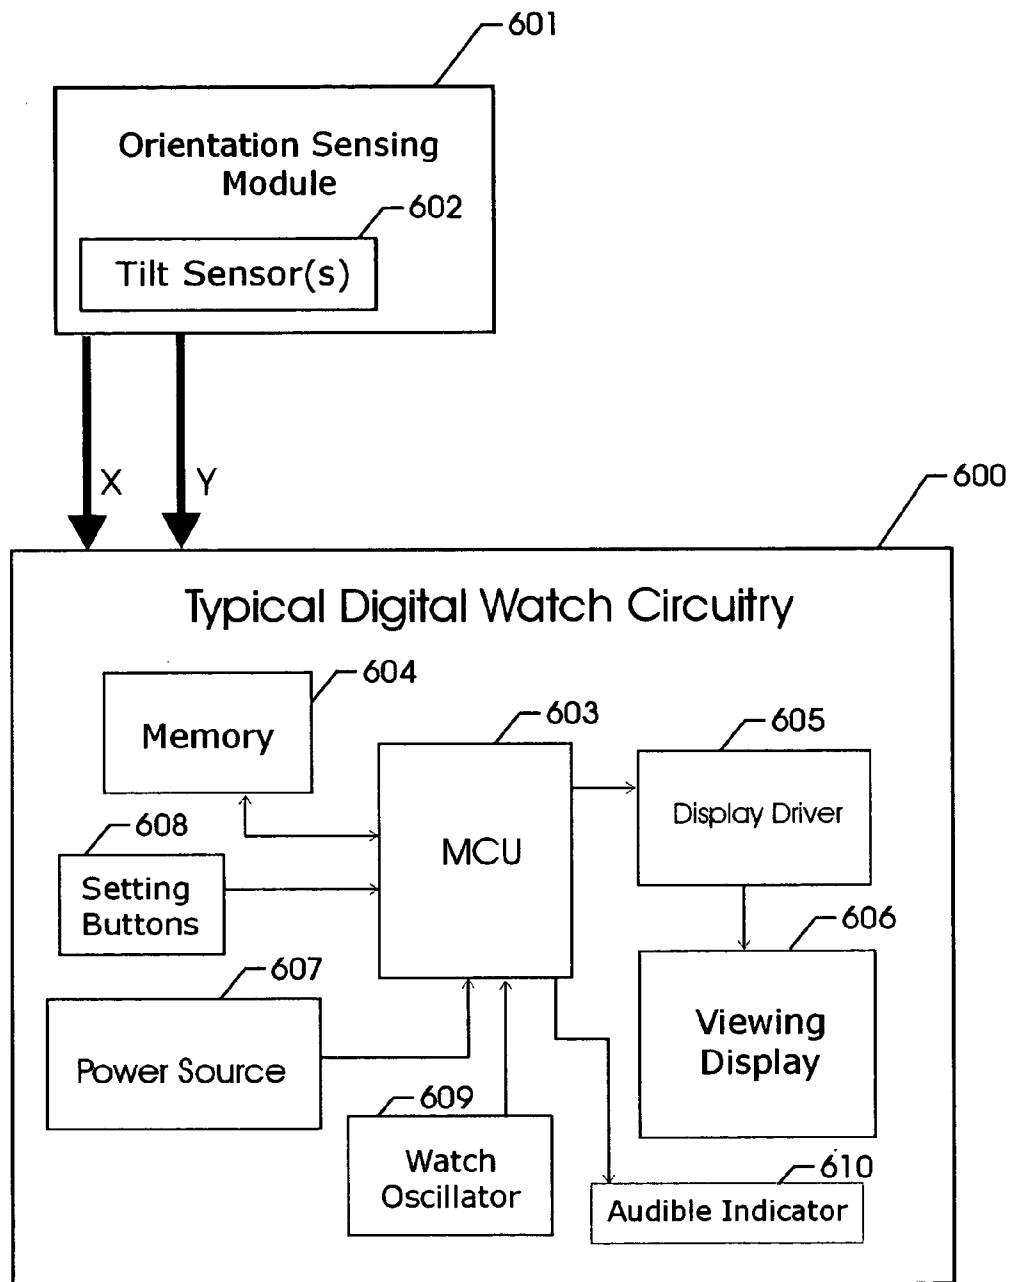 601
Orientation Sensing
Module
602
Tilt Sensor(s)
X
Y
600
Typical Digital Watch Circuitry
604
Memory
603
MCU
605
Display Driver
608
Setting
Buttons
606
Viewing
Display
607
Power Source
609
Watch
Oscillator
610
Audible Indicator